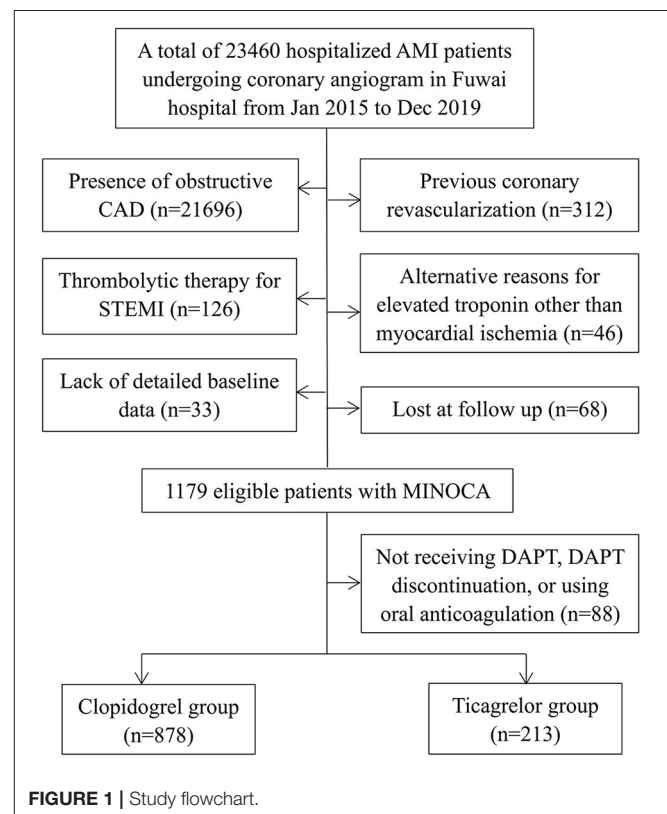 A total of 23460 hospitalized AMI patients
undergoing coronary angiogram in Fuwai
hospital from Jan 2015 to Dec 2019
Presence of obstructive
CAD (n=21696)
Previous coronary
revascularization (n=312)
Thrombolytic therapy for
STEMI (n=126)
Alternative reasons for
elevated troponin other than
myocardial ischemia (n=46)
Lack of detailed baseline
data (n=33)
Lost at follow up (n=68)
1179 eligible patients with MINOCA
Not receiving DAPT, DAPT
discontinuation, or using
oral anticoagulation (n=88)
Clopidogrel group
(n=878)
Ticagrelor group
(n=213)
FIGURE 1 | Study flowchart.